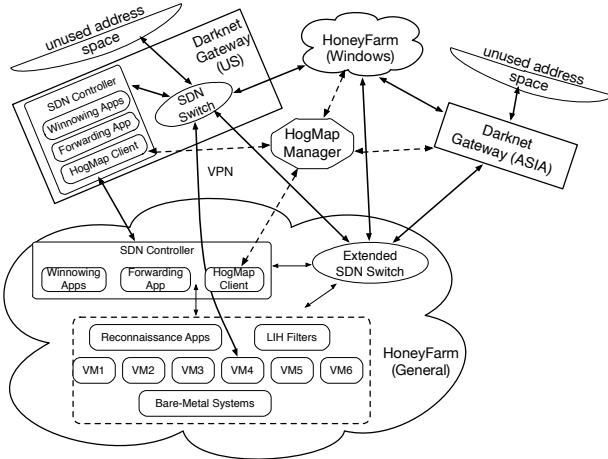 unused address
space
Darknet
Gateway
(US)
HoneyFarm
(Windows)
unused address
space
SDN Controller
Winnowing Apps
Forwarding App
HogMap Client
SDN
Switch
HogMap
Manager
Darknet
Gateway (ASIA)
VPN
SDN Controller
Winnowing
Apps
Forwarding
App
HogMap
Client
Extended
SDN Switch
Reconnaissance Apps
LIH Filters
VM1
VM2
VM3
VM4
VM5
VM6
Bare-Metal Systems
HoneyFarm
(General)